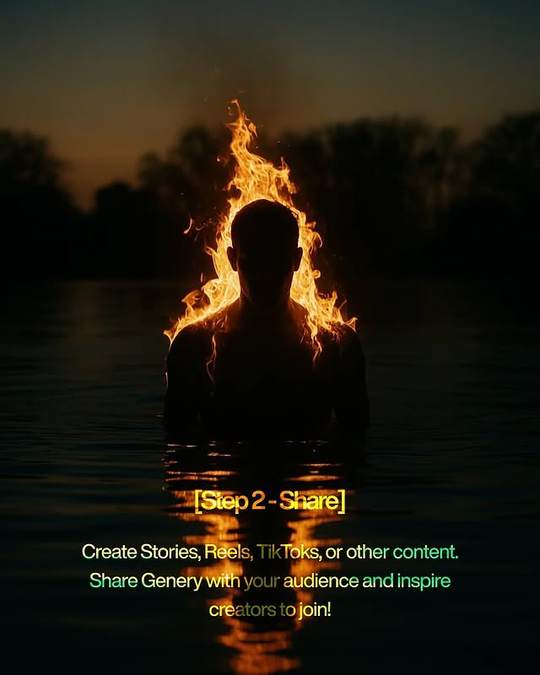 [Step 2 - Share]
Create Stories, Reels, TikToks, or other content.
Share Genery with your audience and inspire
creators to join!